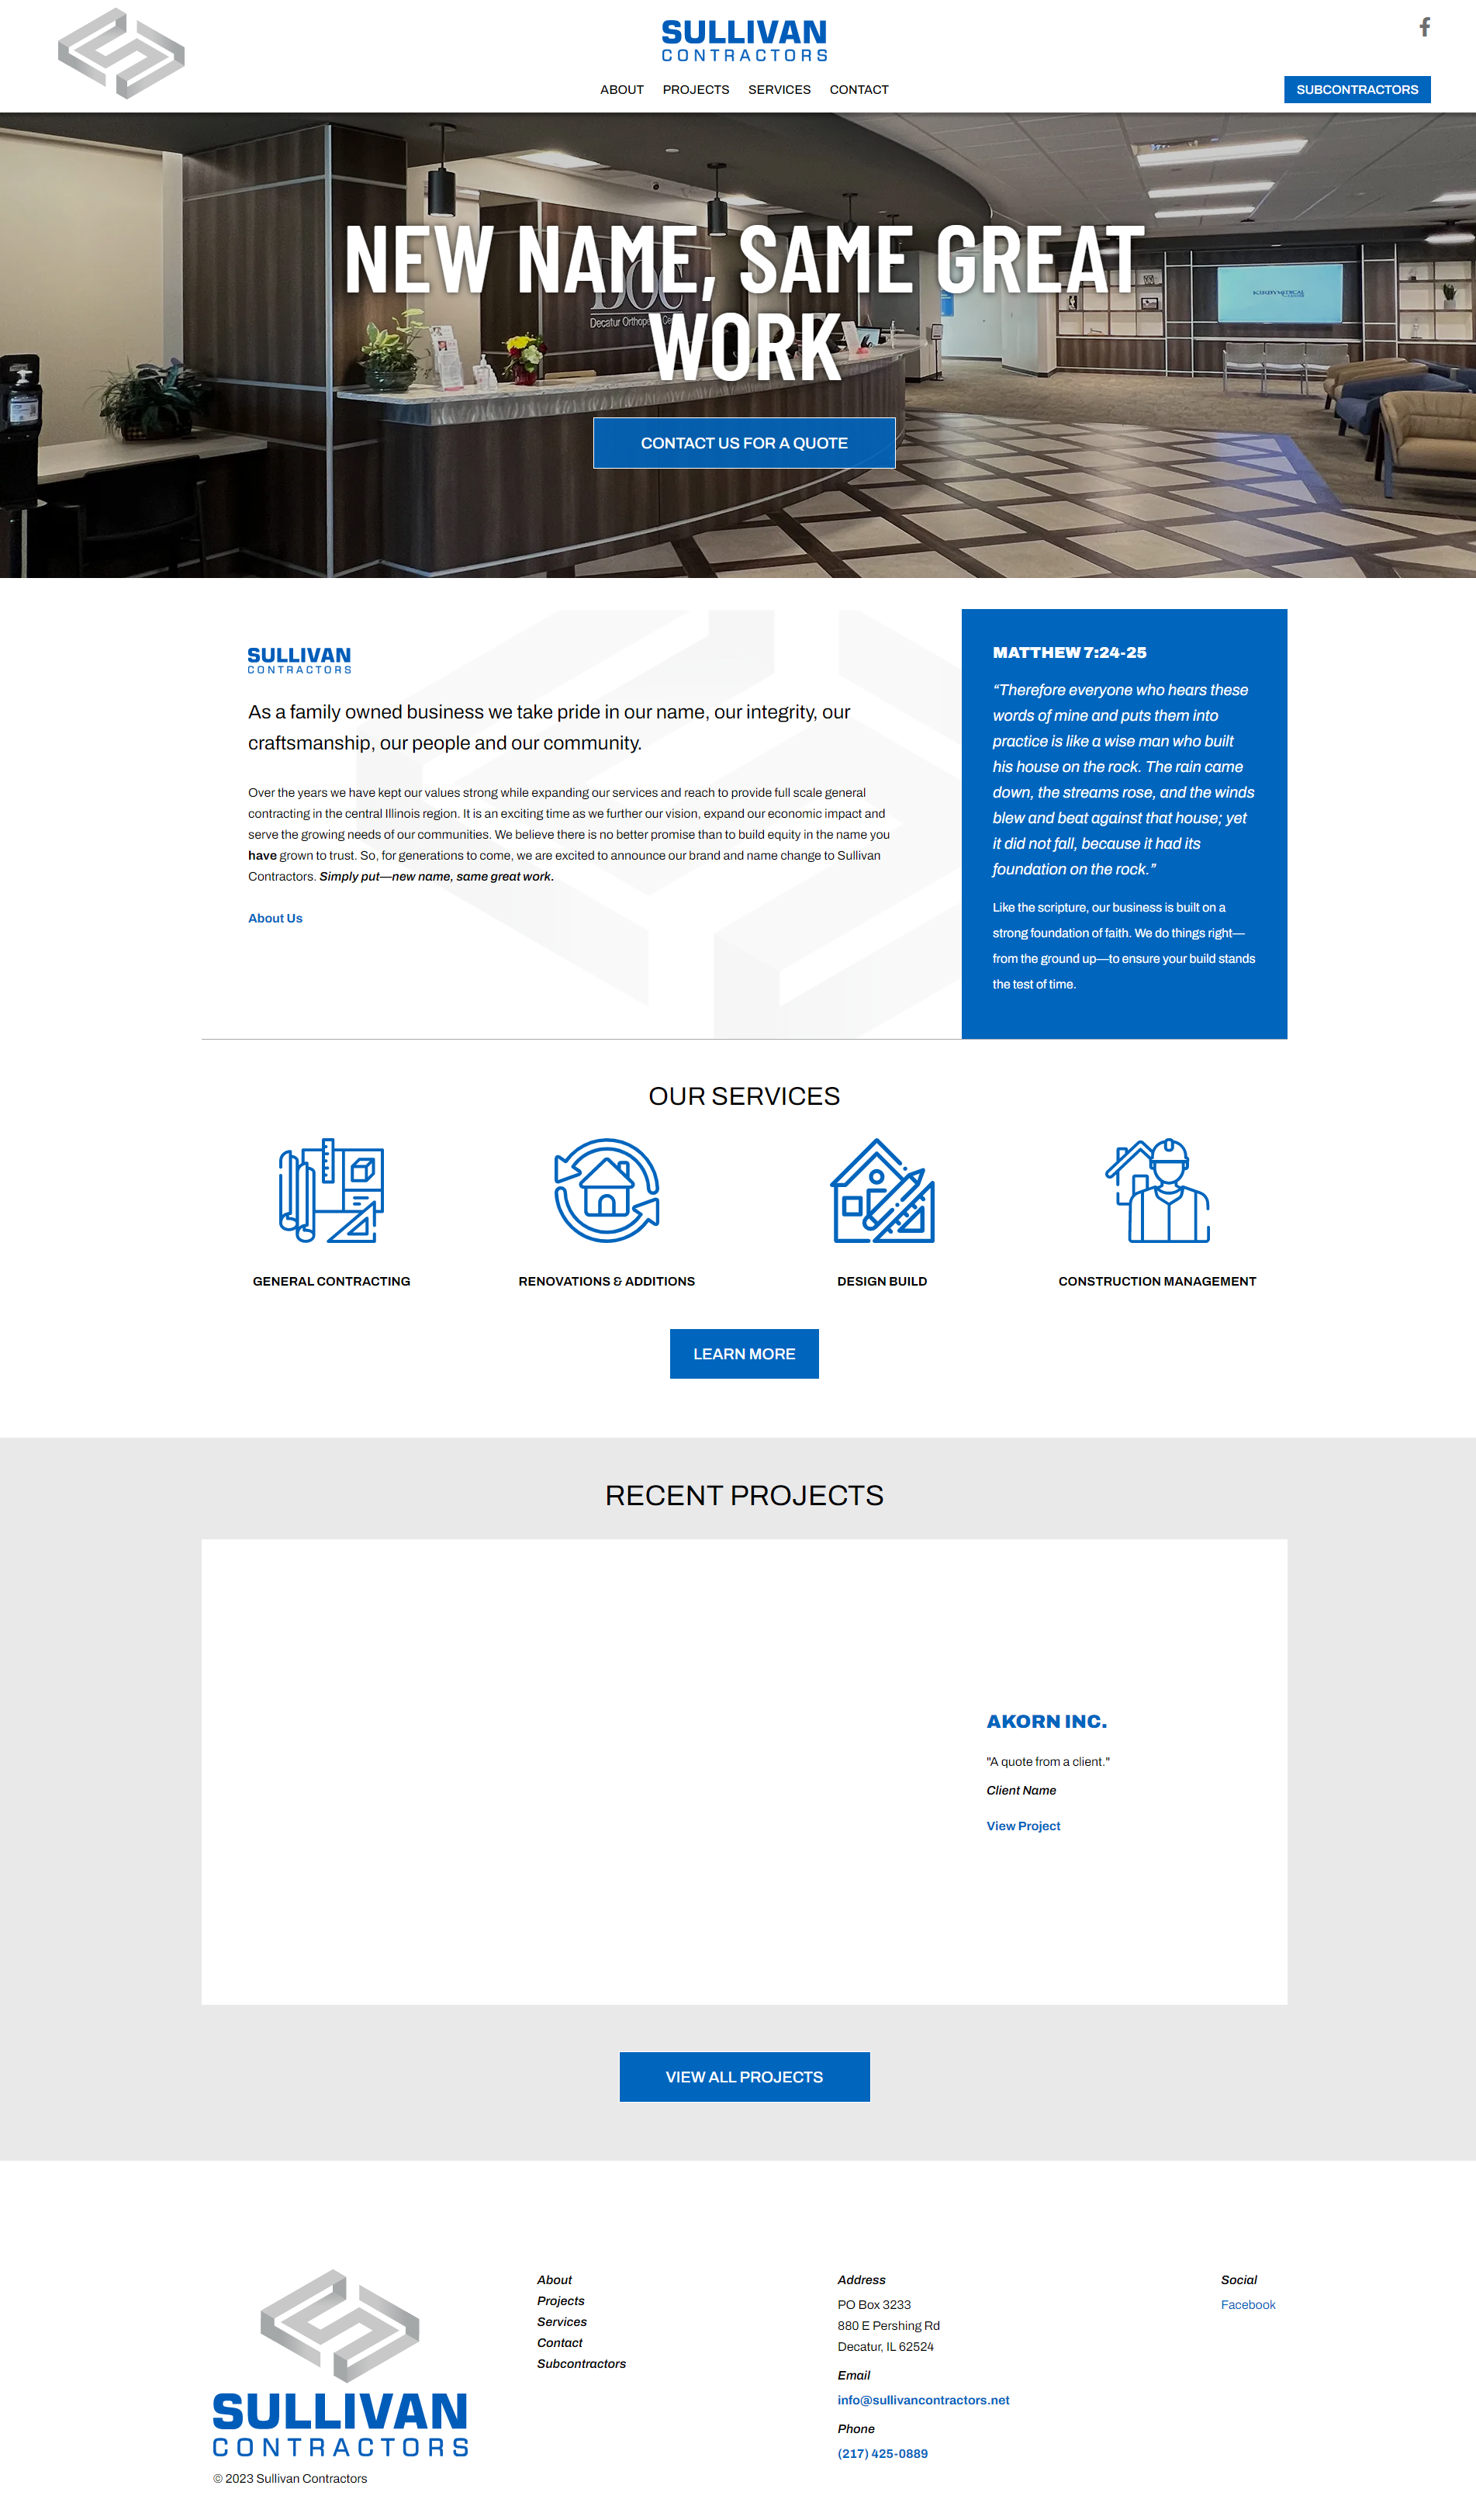 SULLIVAN
CONTRACTORS
ABOUT PROJECTS SERVICES CONTACT
SUBCONTRACTORS
NEW NAME, SAME GREAT
WORK
DOC
Decatur Orthop
KIRBY MEDICAL
CONTACT US FOR A QUOTE
SULLIVAN
CONTRACTORS
As a family owned business we take pride in our name, our integrity, our
craftsmanship, our people and our community.
Over the years we have kept our values strong while expanding our services and reach to provide full scale general
contracting in the central Illinois region. It is an exciting time as we further our vision, expand our economic impact and
serve the growing needs of our communities. We believe there is no better promise than to build equity in the name you
have grown to trust. So, for generations to come, we are excited to announce our brand and name change to Sullivan
Contractors. Simply put—new name, same great work.
About Us
MATTHEW 7:24-25
“Therefore everyone who hears these
words of mine and puts them into
practice is like a wise man who built
his house on the rock. The rain came
down, the streams rose, and the winds
blew and beat against that house; yet
it did not fall, because it had its
foundation on the rock.”
Like the scripture, our business is built on a
strong foundation of faith. We do things right—
from the ground up—to ensure your build stands
the test of time.
OUR SERVICES
GENERAL CONTRACTING
RENOVATIONS & ADDITIONS
DESIGN BUILD
CONSTRUCTION MANAGEMENT
LEARN MORE
RECENT PROJECTS
AKORN INC.
"A quote from a client."
Client Name
View Project
VIEW ALL PROJECTS
SULLIVAN
CONTRACTORS
© 2023 Sullivan Contractors
About
Projects
Services
Contact
Subcontractors
Address
PO Box 3233
880 E Pershing Rd
Decatur, IL 62524
Email
info@sullivancontractors.net
Phone
(217) 425-0889
Social
Facebook